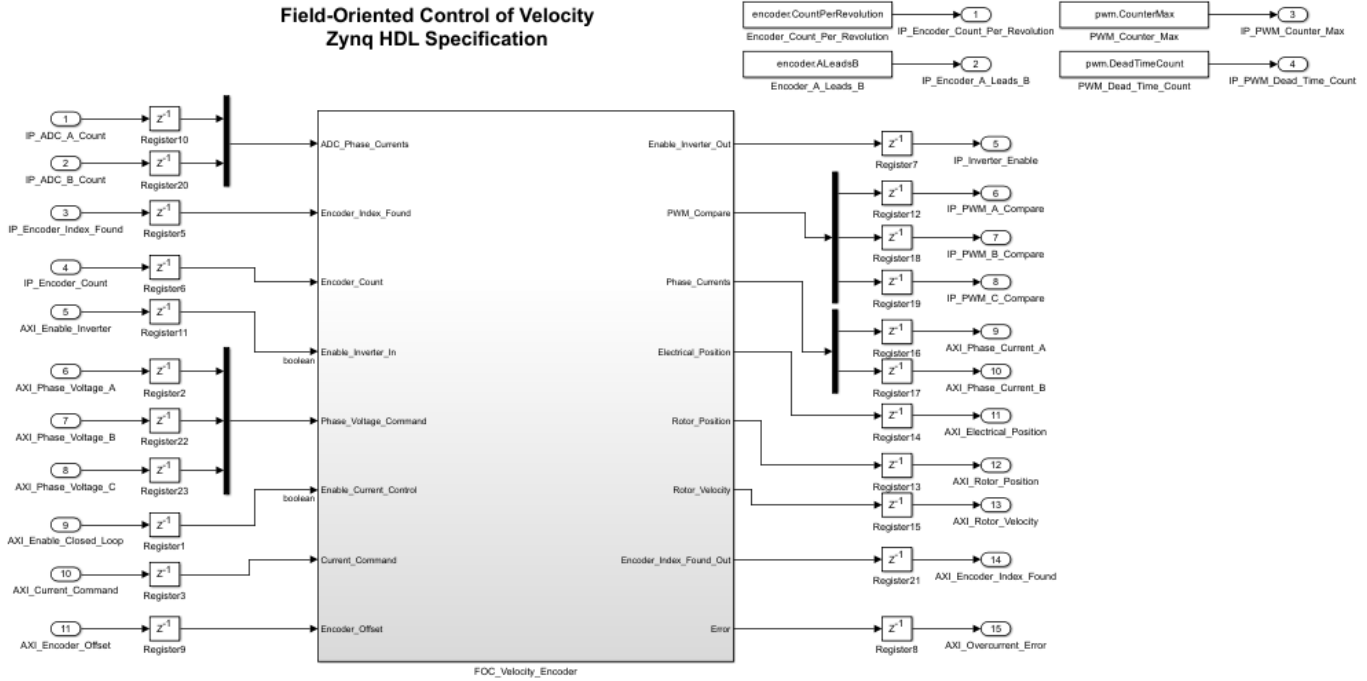 Field-Oriented Control of Velocity
Zynq HDL Specification
encoder.CountPerRevolution
Encoder_Count_Per_Revolution
1
IP_Encoder_Count_Per_Revolution
pwm.CounterMax
PWM_Counter_Max
3
IP_PWM_Counter_Max
encoder.ALeadsB
Encoder_A_Leads_B
2
IP_Encoder_A_Leads_B
pwm.DeadTimeCount
PWM_Dead_Time_Count
4
IP_PWM_Dead_Time_Count
1
IP_ADC_A_Count
z-1
Register10
2
IP_ADC_B_Count
z-1
Register20
3
IP_Encoder_Index_Found
z-1
Register5
4
IP_Encoder_Count
z-1
Register6
5
AXI_Enable_Inverter
z-1
Register11
6
AXI_Phase_Voltage_A
z-1
Register2
7
AXI_Phase_Voltage_B
z-1
Register22
8
AXI_Phase_Voltage_C
z-1
Register23
9
AXI_Enable_Closed_Loop
z-1
Register1
10
AXI_Current_Command
z-1
Register3
11
AXI_Encoder_Offset
z-1
Register9
ADC_Phase_Currents
Encoder_Index_Found
Encoder_Count
Enable_Inverter_In
boolean
Phase_Voltage_Command
Enable_Current_Control
boolean
Current_Command
Encoder_Offset
Enable_Inverter_Out
PWM_Compare
Phase_Currents
Electrical_Position
Rotor_Position
Rotor_Velocity
Encoder_Index_Found_Out
Error
FOC_Velocity_Encoder
z-1
Register7
5
IP_Inverter_Enable
z-1
Register12
6
IP_PWM_A_Compare
z-1
Register18
7
IP_PWM_B_Compare
z-1
Register19
8
IP_PWM_C_Compare
z-1
Register16
9
AXI_Phase_Current_A
z-1
Register17
10
AXI_Phase_Current_B
z-1
Register14
11
AXI_Electrical_Position
z-1
Register13
12
AXI_Rotor_Position
z-1
Register15
13
AXI_Rotor_Velocity
z-1
Register21
14
AXI_Encoder_Index_Found
z-1
Register8
15
AXI_Overcurrent_Error